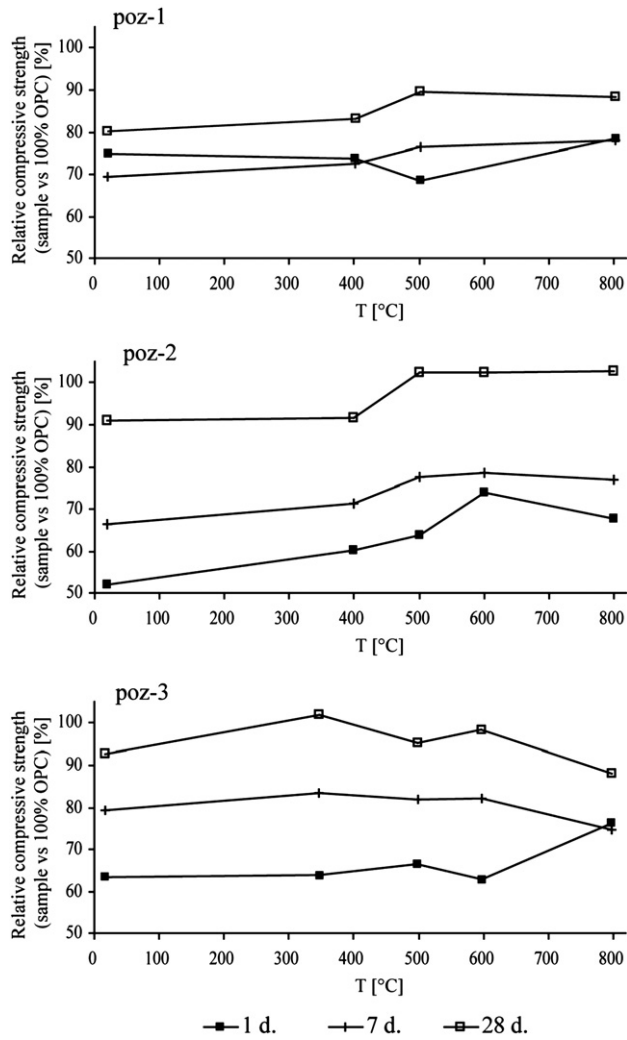 poz-1
Relative compressive strength
(sample vs 100% OPC) [%]
100
90
80
70
60
50
0 100 200 300 400 500 600 700 800
T [°C]
poz-2
Relative compressive strength
(sample vs 100% OPC) [%]
100
90
80
70
60
50
0 100 200 300 400 500 600 700 800
T [°C]
poz-3
Relative compressive strength
(sample vs 100% OPC) [%]
100
90
80
70
60
50
0 100 200 300 400 500 600 700 800
T [°C]
1 d. 7 d. 28 d.